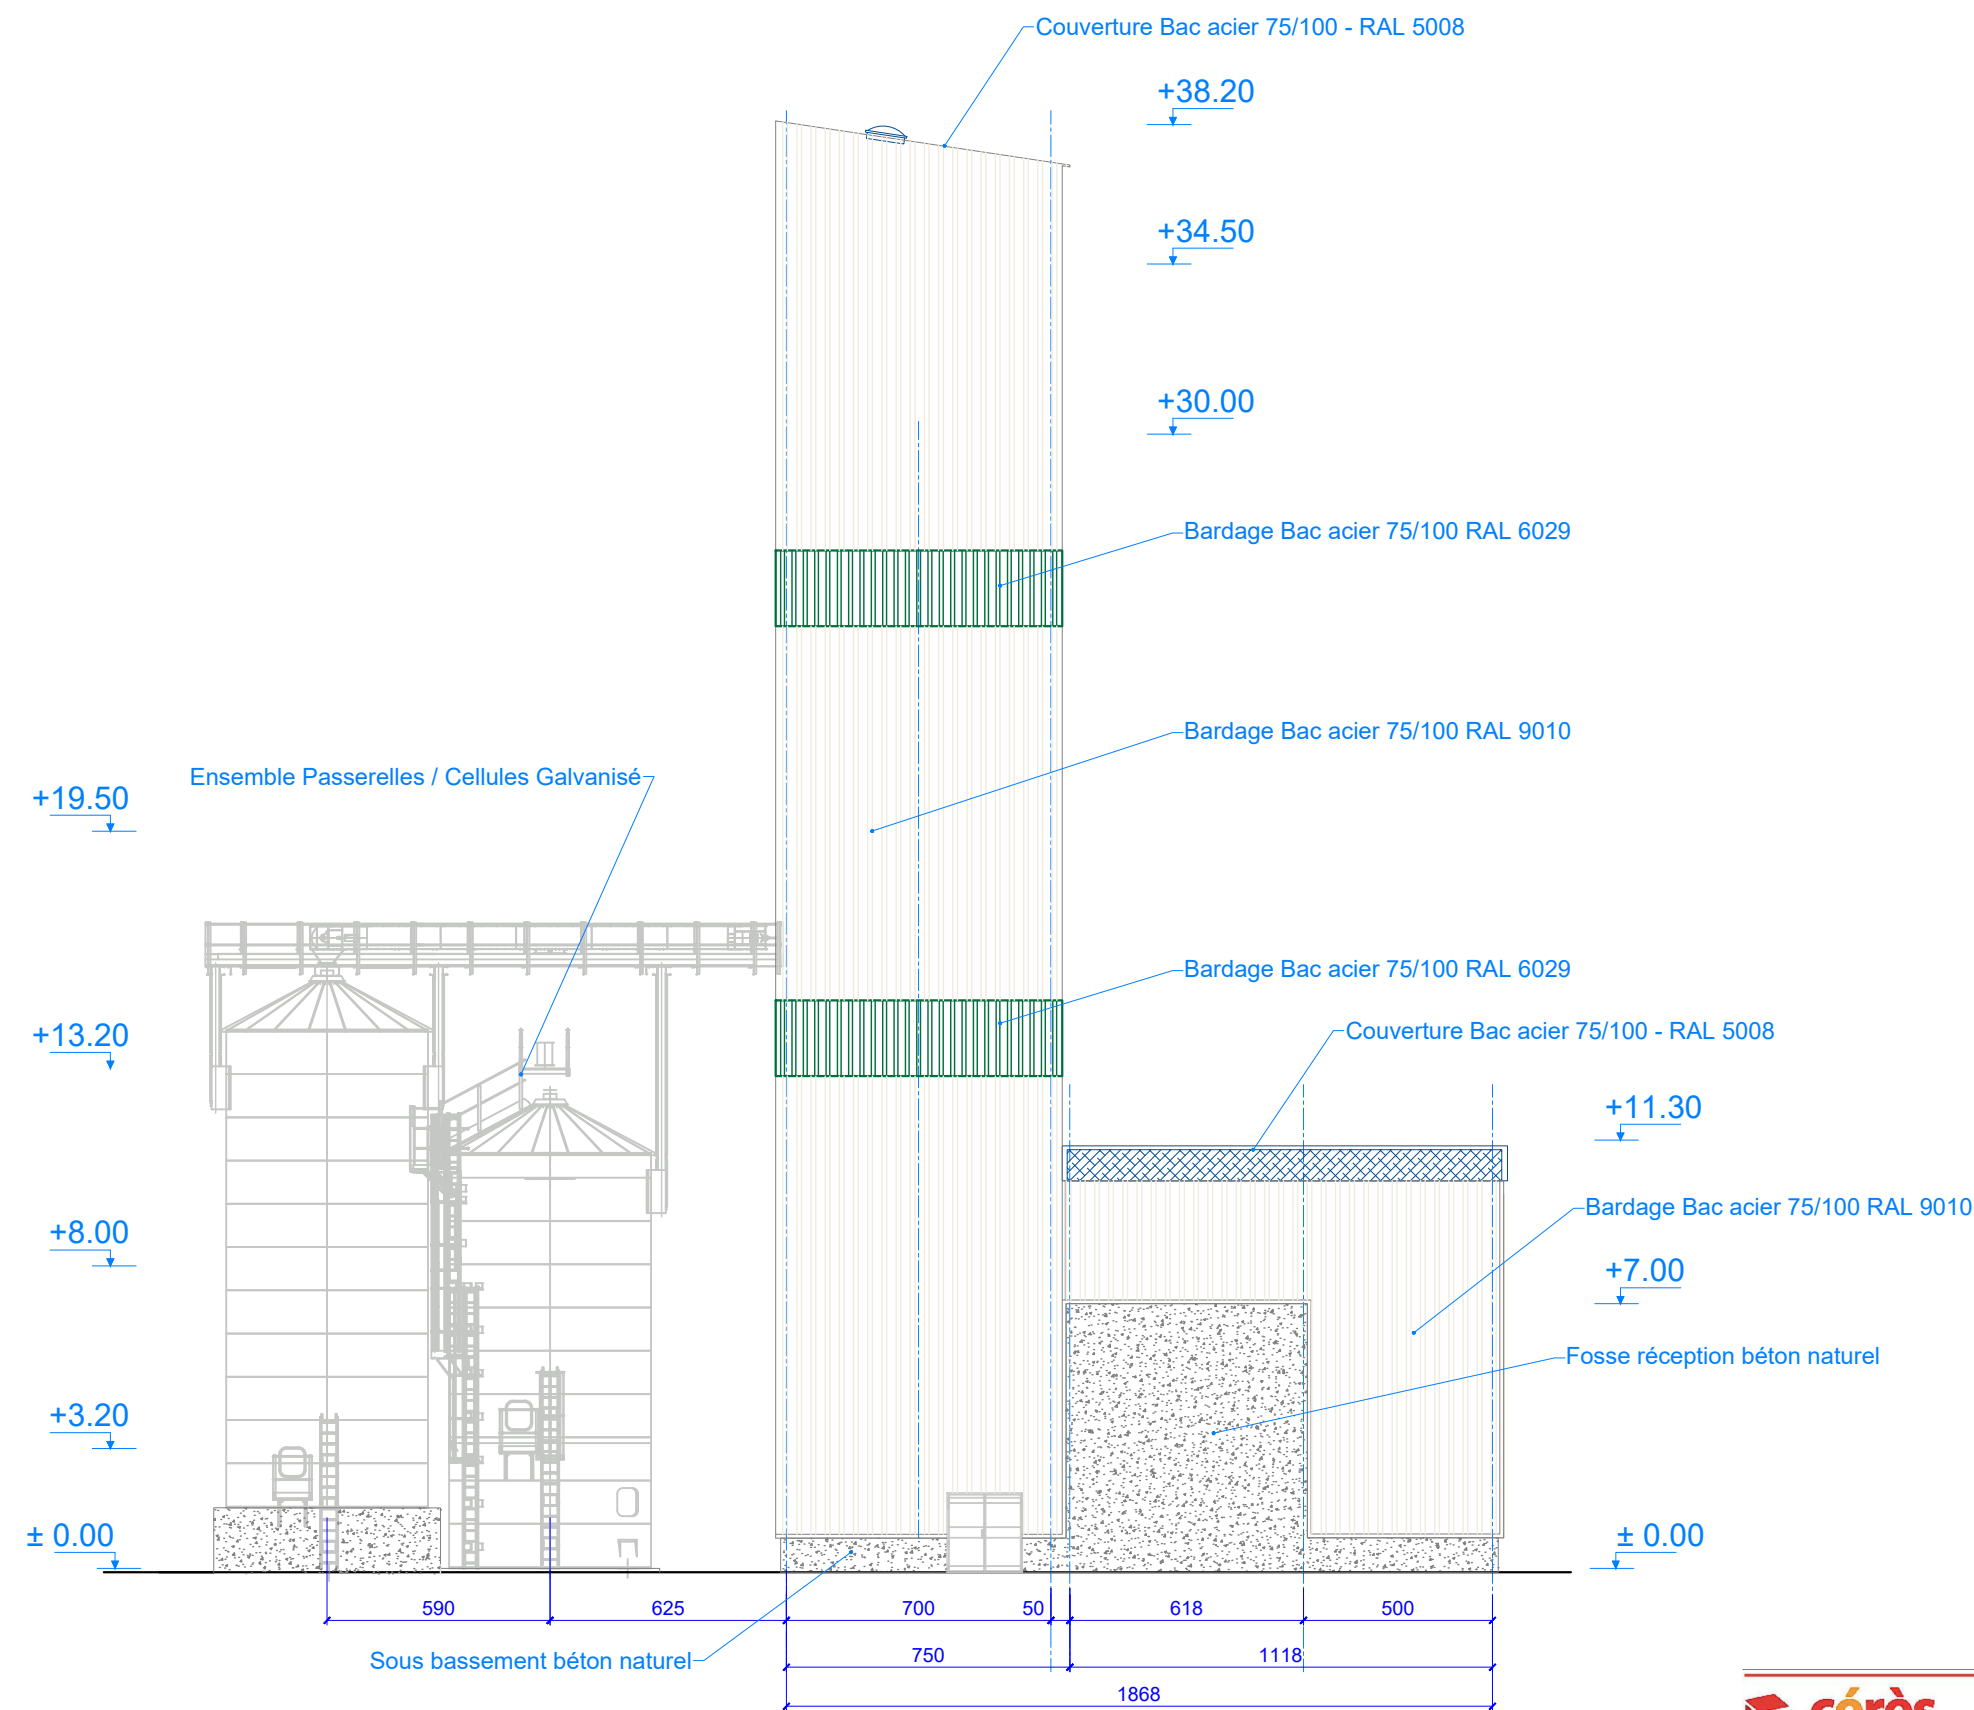 Couverture Bac acier 75/100 - RAL 5008
+38.20
+34.50
+30.00
Bardage Bac acier 75/100 RAL 6029
Bardage Bac acier 75/100 RAL 9010
Ensemble Passerelles / Cellules Galvanisé
+19.50
Bardage Bac acier 75/100 RAL 6029
+13.20
Couverture Bac acier 75/100 - RAL 5008
+11.30
Bardage Bac acier 75/100 RAL 9010
+8.00
+7.00
Fosse réception béton naturel
+3.20
± 0.00
± 0.00
590
625
700
50
618
500
750
1118
Sous bassement béton naturel
1868
cérès